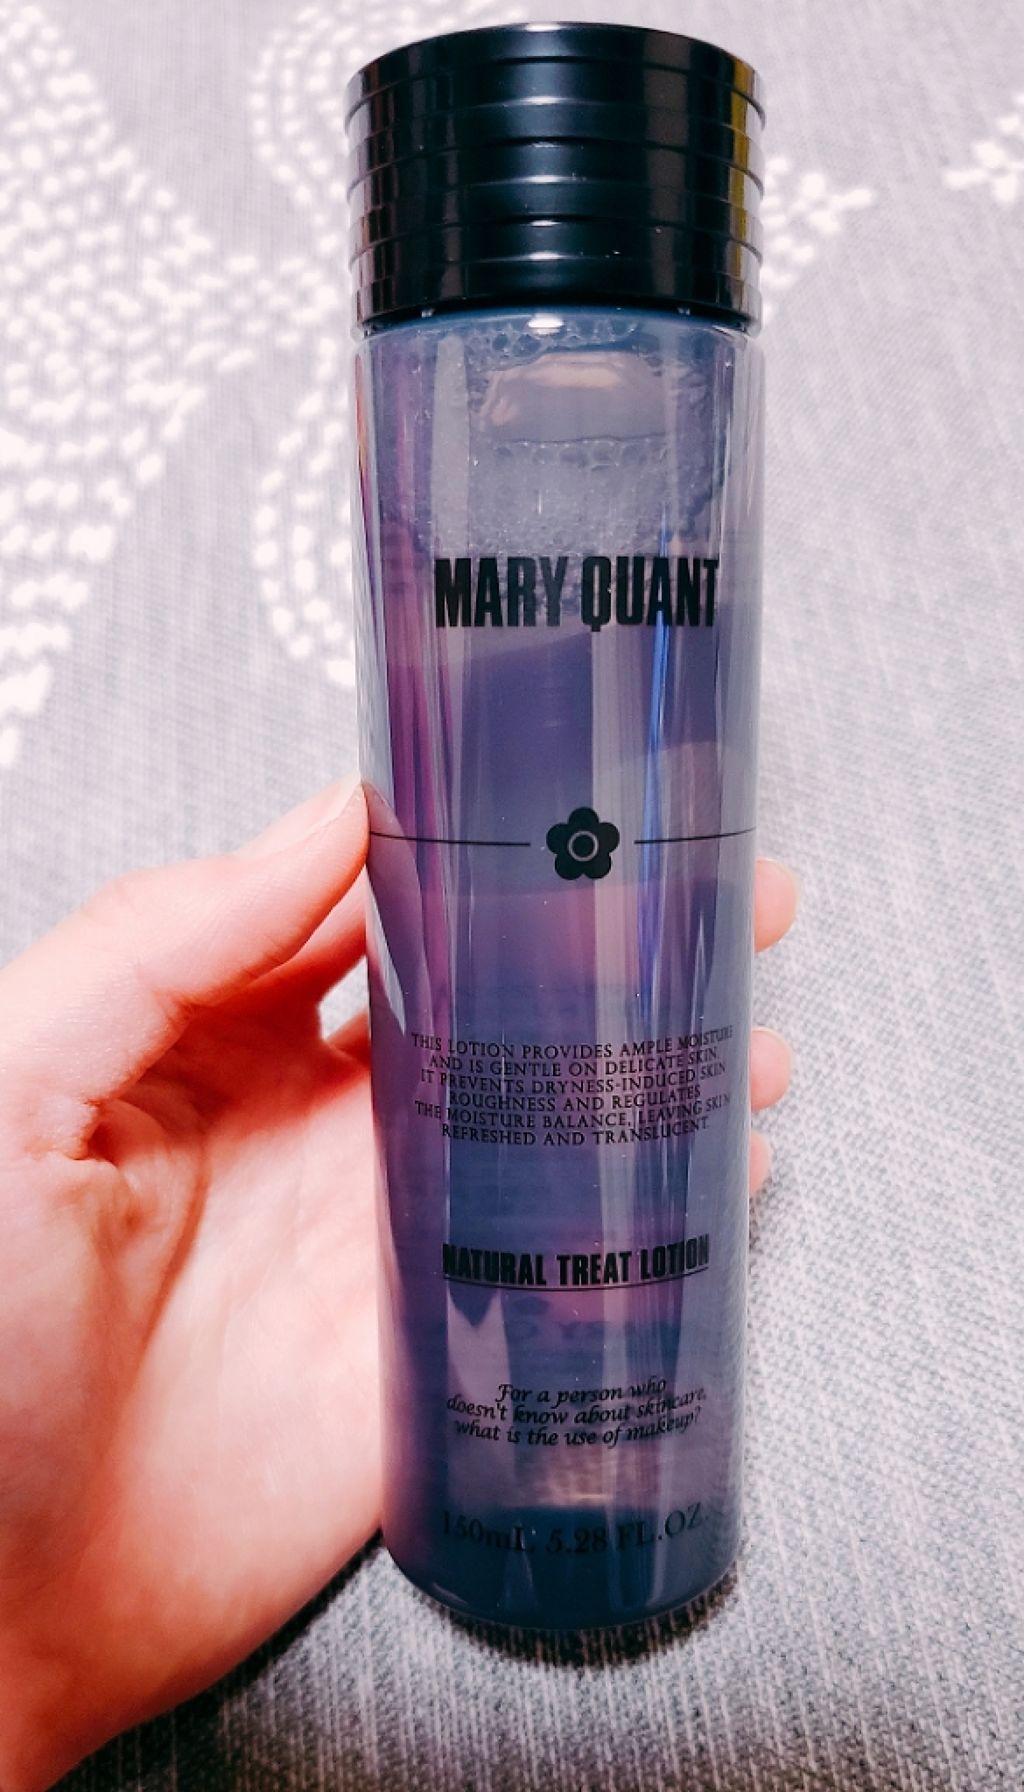 MARY QUANT
THIS LOTION PROVIDES AMPLE MOISTURE
AND IS GENTLE ON DELICATE SKIN.
IT PREVENTS DRYNESS-INDUCED SKIN
ROUGHNESS AND REGULATES
THE MOISTURE BALANCE, LEAVING SKIN
REFRESHED AND TRANSLUCENT.
NATURAL TREAT LOTION
For a person who
doesn't know about skincare,
what is the use of makeup?
150mL 5.28 FL.OZ.